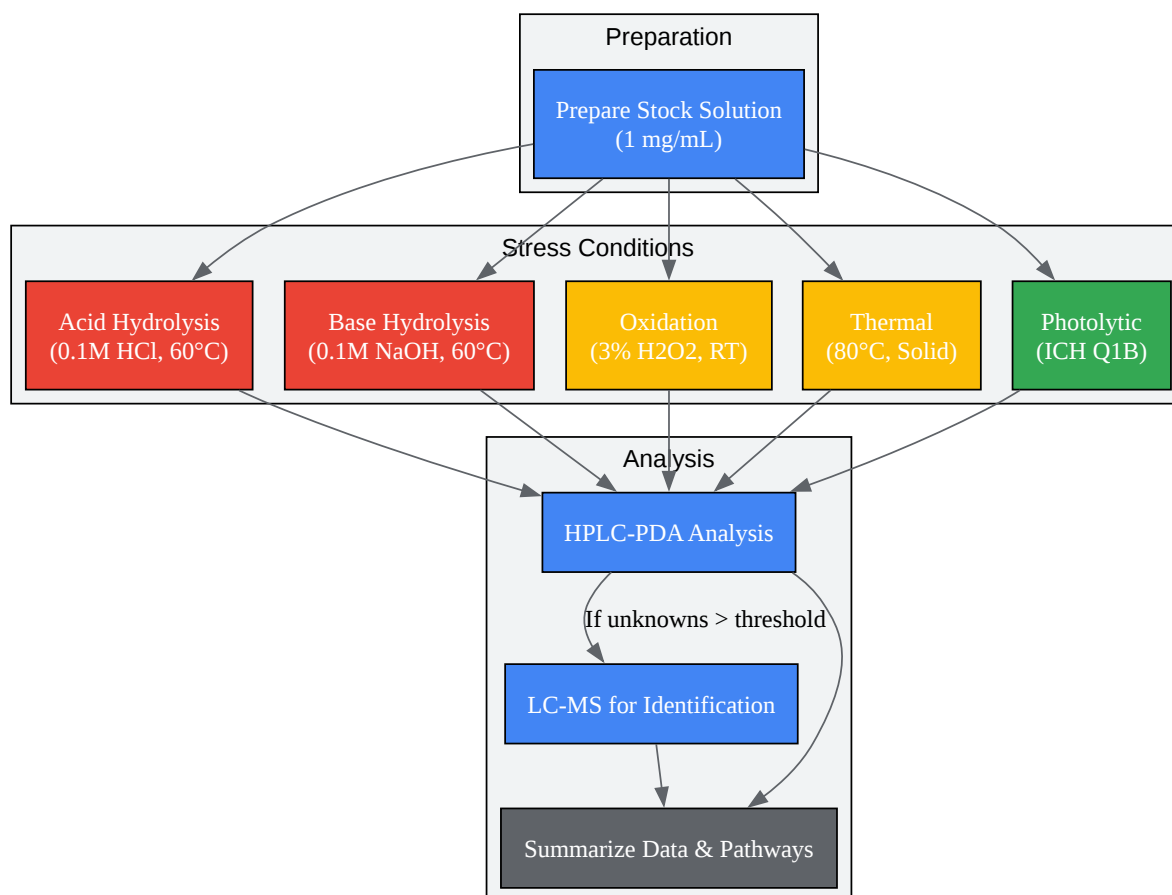 Preparation
Prepare Stock Solution
(1 mg/mL)
Stress Conditions
Acid Hydrolysis
(0.1M HCl, 60°C)
Base Hydrolysis
(0.1M NaOH, 60°C)
Oxidation
(3% H2O2, RT)
Thermal
(80°C, Solid)
Photolytic
(ICH Q1B)
Analysis
HPLC-PDA Analysis
If unknowns > threshold
LC-MS for Identification
Summarize Data & Pathways